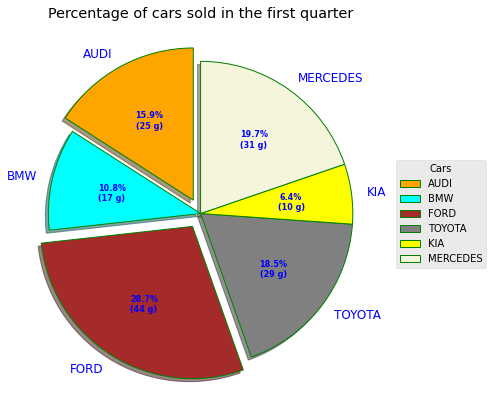 Percentage of cars sold in the first quarter
AUDI
MERCEDES
15.9%
(25 g)
19.7%
(31 g)
BMW
10.8%
(17 g)
KIA
6.4%
(10 g)
18.5%
(29 g)
TOYOTA
28.7%
(44 g)
FORD
Cars
AUDI
BMW
FORD
TOYOTA
KIA
MERCEDES